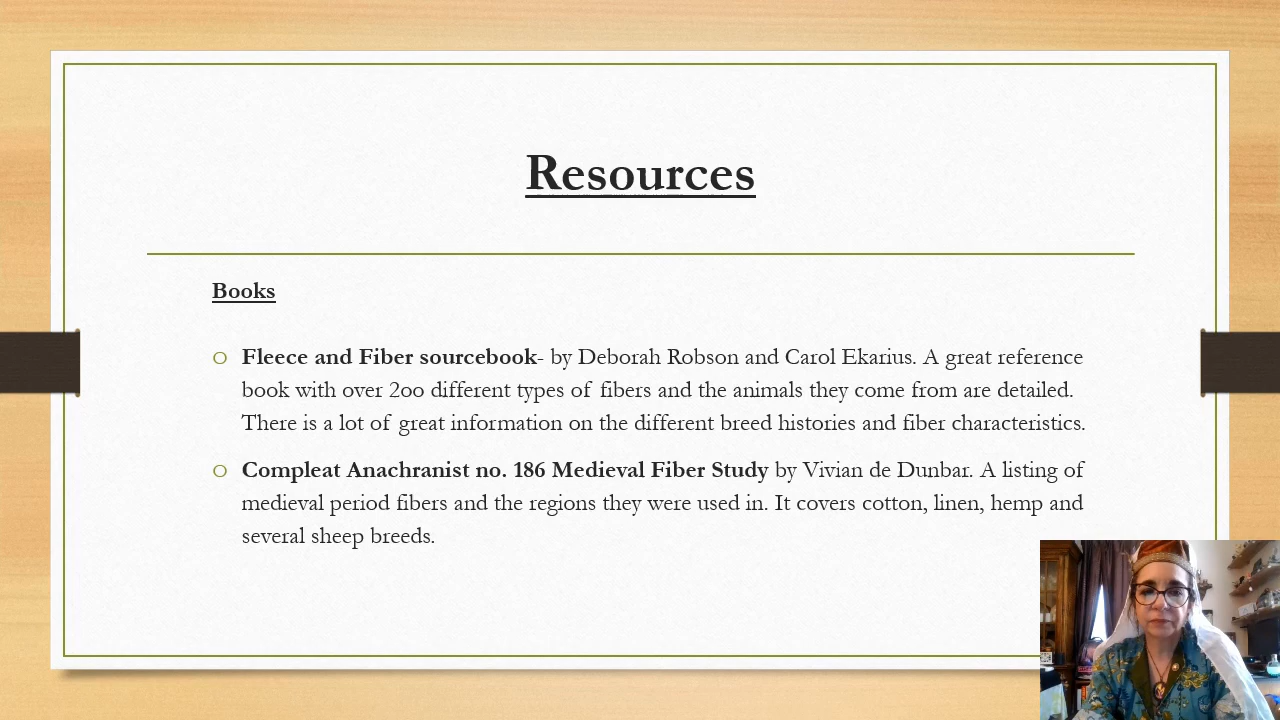 Resources
Books
Fleece and Fiber sourcebook- by Deborah Robson and Carol Ekarius. A great reference
book with over 2oo different types of fibers and the animals they come from are detailed.
There is a lot of great information on the different breed histories and fiber characteristics.
Compleat Anachranist no. 186 Medieval Fiber Study by Vivian de Dunbar. A listing of
medieval period fibers and the regions they were used in. It covers cotton, linen, hemp and
several sheep breeds.